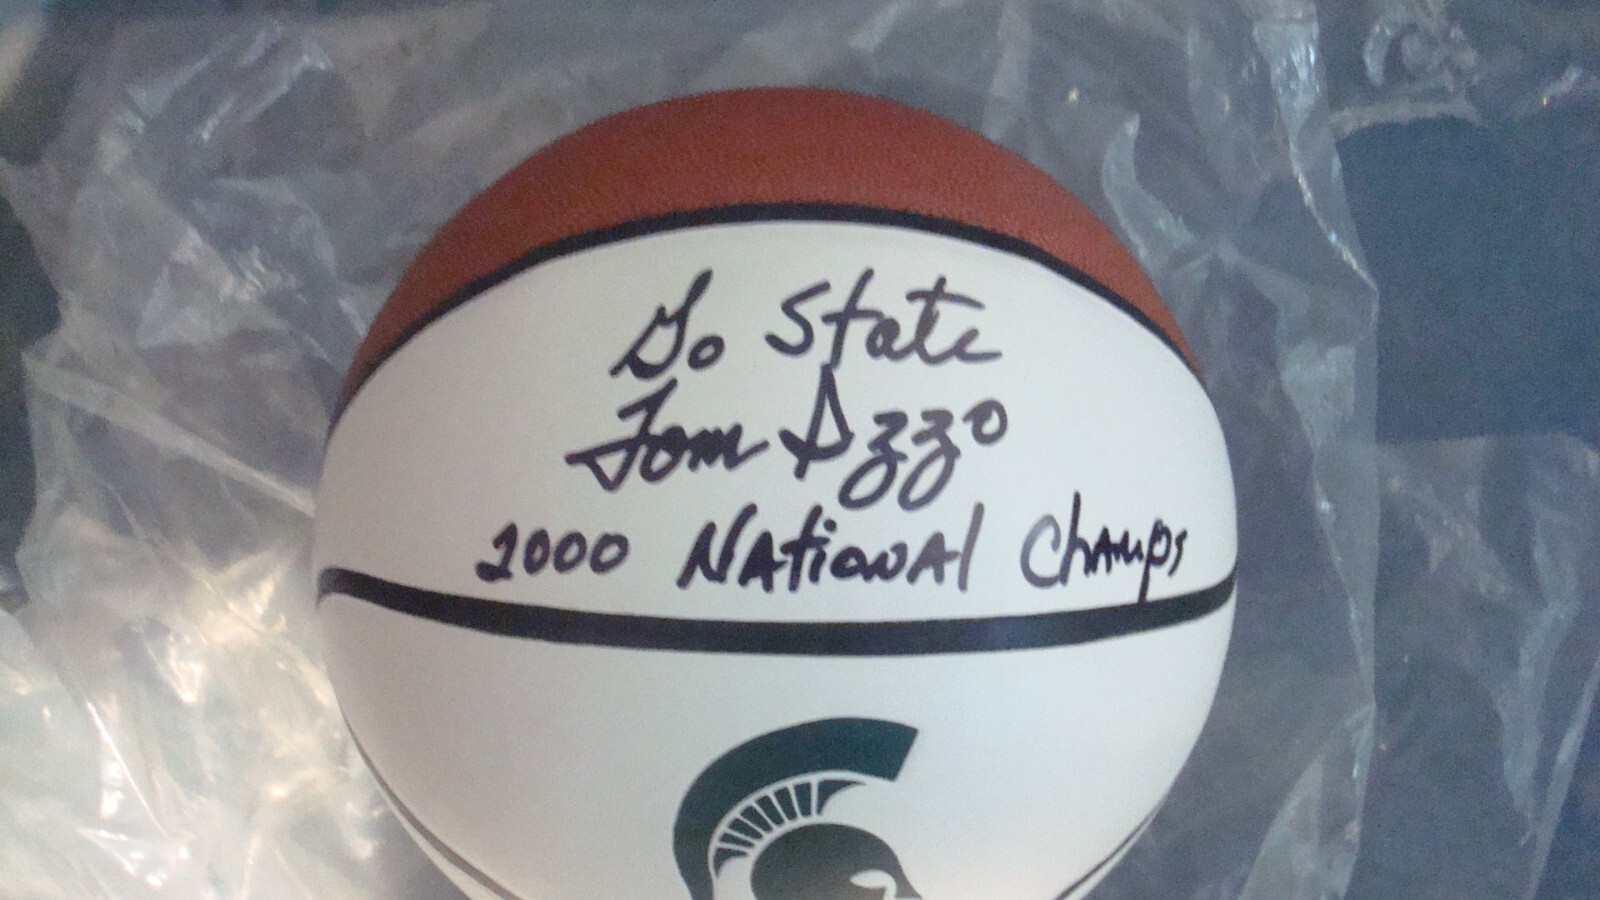 Go State
Tom Izzo
2000 National Champs